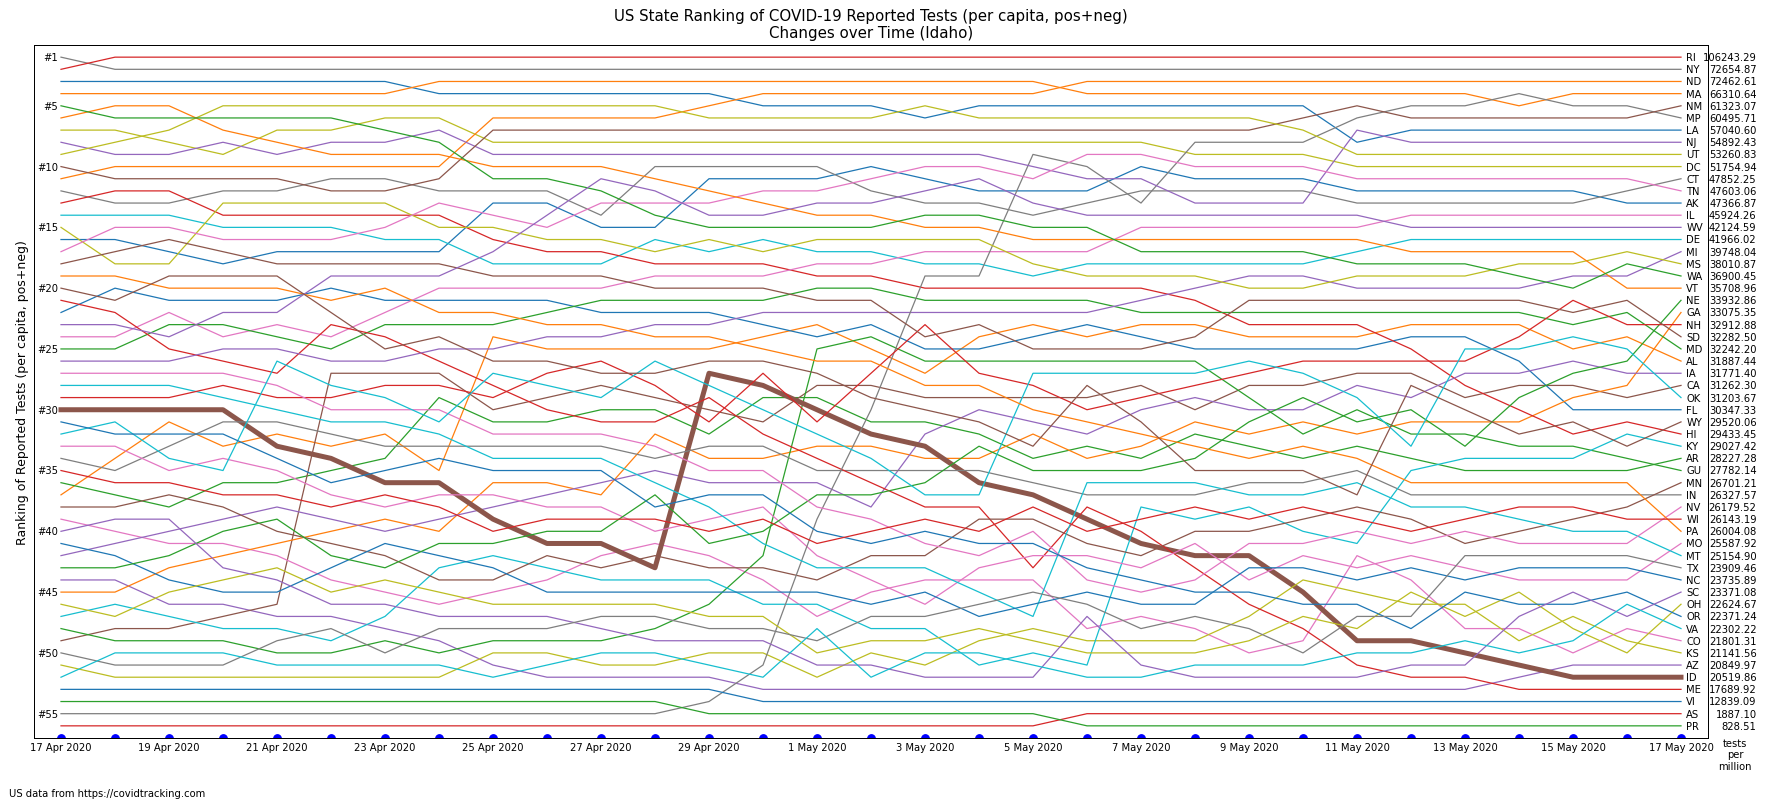 US State Ranking of COVID-19 Reported Tests (per capita, pos+neg)
Changes over Time (Idaho)
Ranking of Reported Tests (per capita, pos+neg)
#1
#5
#10
#15
#20
#25
#30
#35
#40
#45
#50
#55
RI 106243.29
NY 72654.87
ND 72462.61
MA 66310.64
NM 61323.07
MP 60495.71
LA 57040.60
NJ 54892.43
UT 53260.83
DC 51754.94
CT 47852.25
TN 47603.06
AK 47366.87
IL 45924.26
WV 42124.59
DE 41966.02
MI 39748.04
MS 38010.87
WA 36900.45
VT 35708.96
NE 33932.86
GA 33075.35
NH 32912.88
SD 32282.50
MD 32242.20
AL 31887.44
IA 31771.40
CA 31262.30
OK 31203.67
FL 30347.33
WY 29520.06
HI 29433.45
KY 29027.42
AR 28227.28
GU 27782.14
MN 26701.21
IN 26327.57
NV 26179.52
WI 26143.19
PA 26004.08
MO 25587.92
MT 25154.90
TX 23909.46
NC 23735.89
SC 23371.08
OH 22624.67
OR 22371.24
VA 22302.22
CO 21801.31
KS 21141.56
AZ 20849.97
ID 20519.86
ME 17689.92
VI 12839.09
AS 1887.10
PR 828.51
17 Apr 2020 19 Apr 2020 21 Apr 2020 23 Apr 2020 25 Apr 2020 27 Apr 2020 29 Apr 2020 1 May 2020 3 May 2020 5 May 2020 7 May 2020 9 May 2020 11 May 2020 13 May 2020 15 May 2020 17 May 2020
tests
per
million
US data from https://covidtracking.com